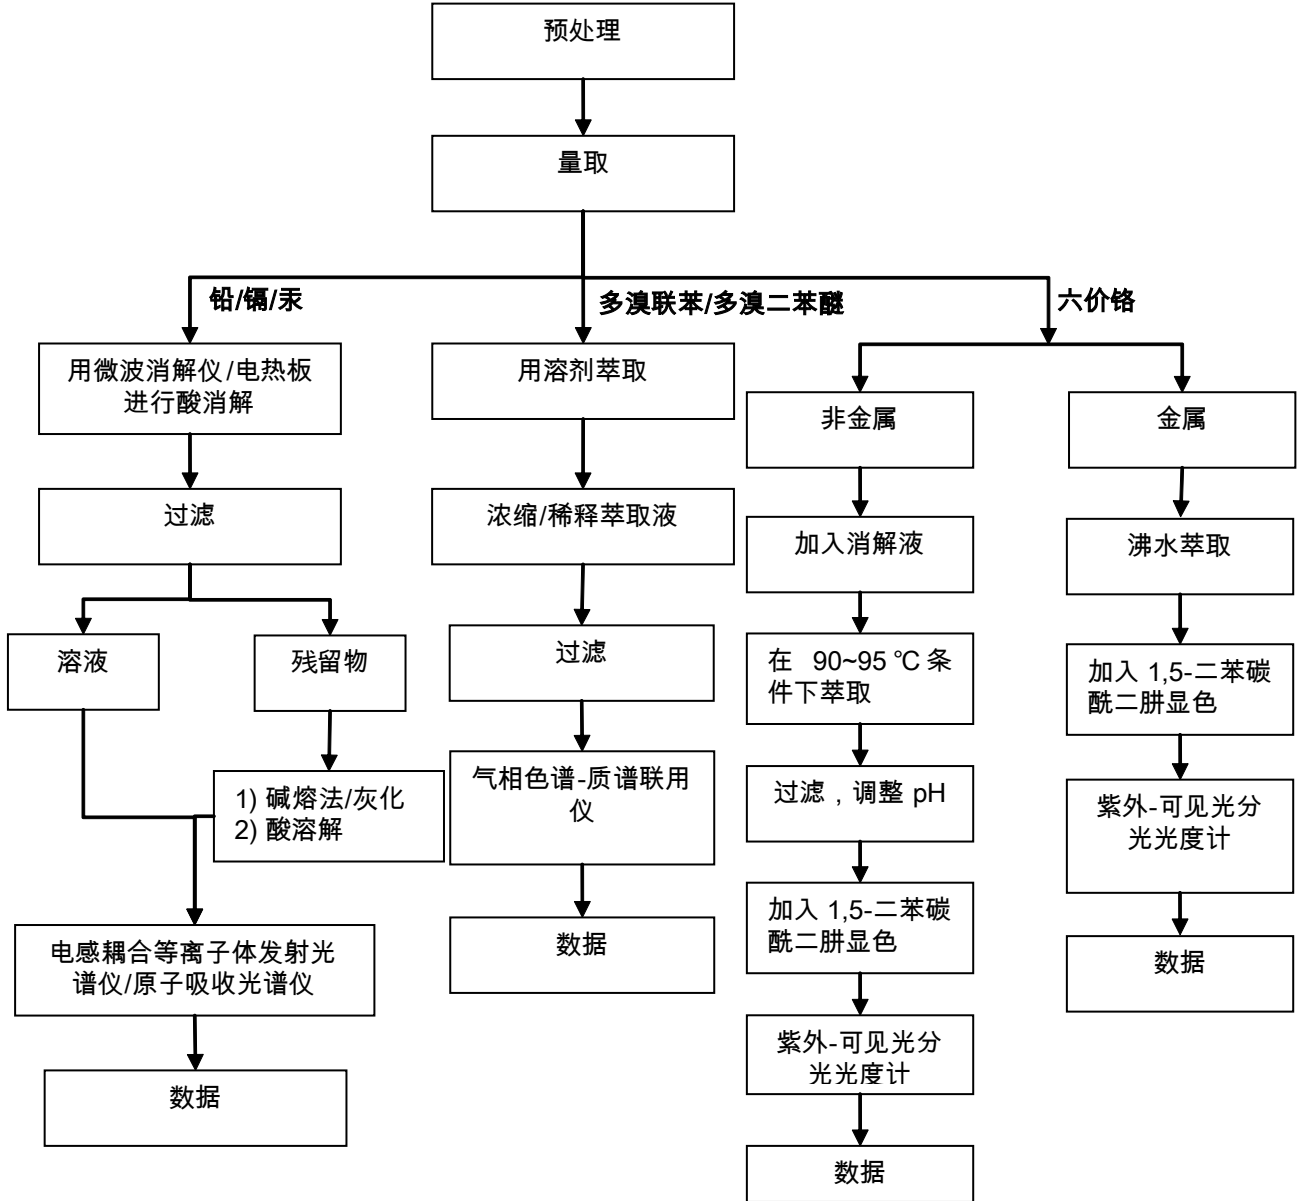 预处理
量取
铅/镉/汞
多溴联苯/多溴二苯醚
六价铬
用微波消解仪/电热板
进行酸消解
过滤
溶液
残留物
1) 碱熔法/灰化
2) 酸溶解
电感耦合等离子体发射光
谱仪/原子吸收光谱仪
数据
用溶剂萃取
浓缩/稀释萃取液
过滤
气相色谱-质谱联用
仪
数据
非金属
加入消解液
在 90~95 ℃ 条
件下萃取
过滤，调整 pH
加入 1,5-二苯碳
酰二肼显色
紫外-可见光分
光光度计
数据
金属
沸水萃取
加入 1,5-二苯碳
酰二肼显色
紫外-可见光分
光光度计
数据